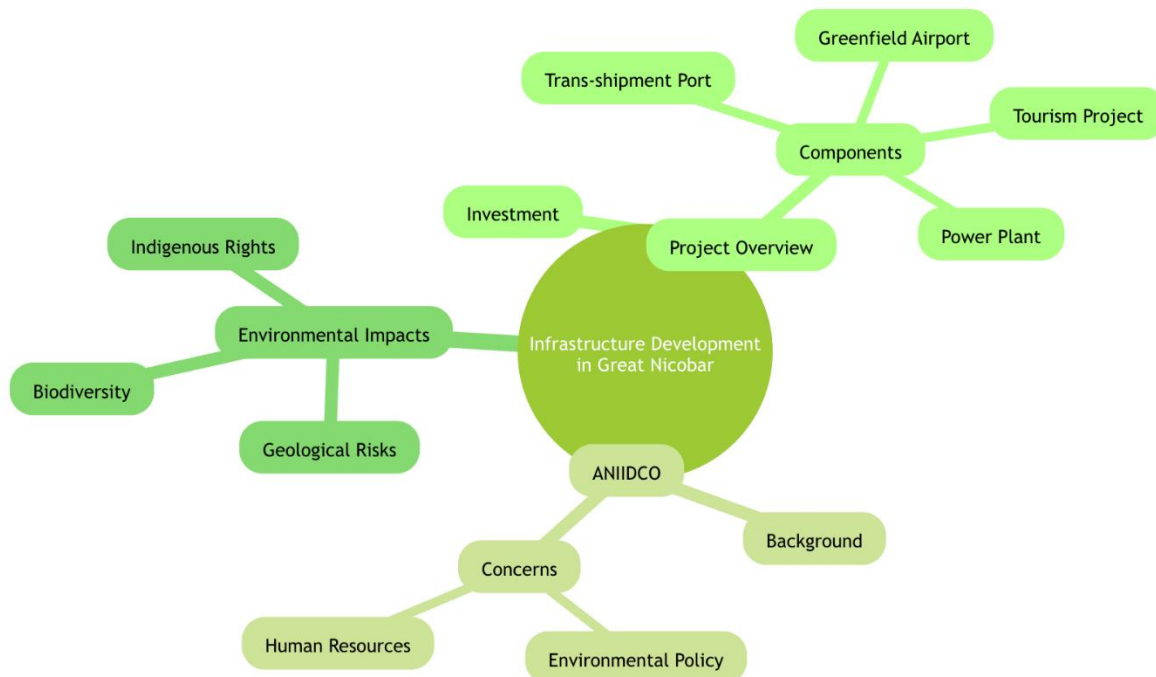 Greenfield Airport
Trans-shipment Port
Tourism Project
Components
Investment
Project Overview
Power Plant
Indigenous Rights
Environmental Impacts
Biodiversity
Geological Risks
Infrastructure Development
in Great Nicobar
ANIIDCO
Background
Concerns
Human Resources
Environmental Policy